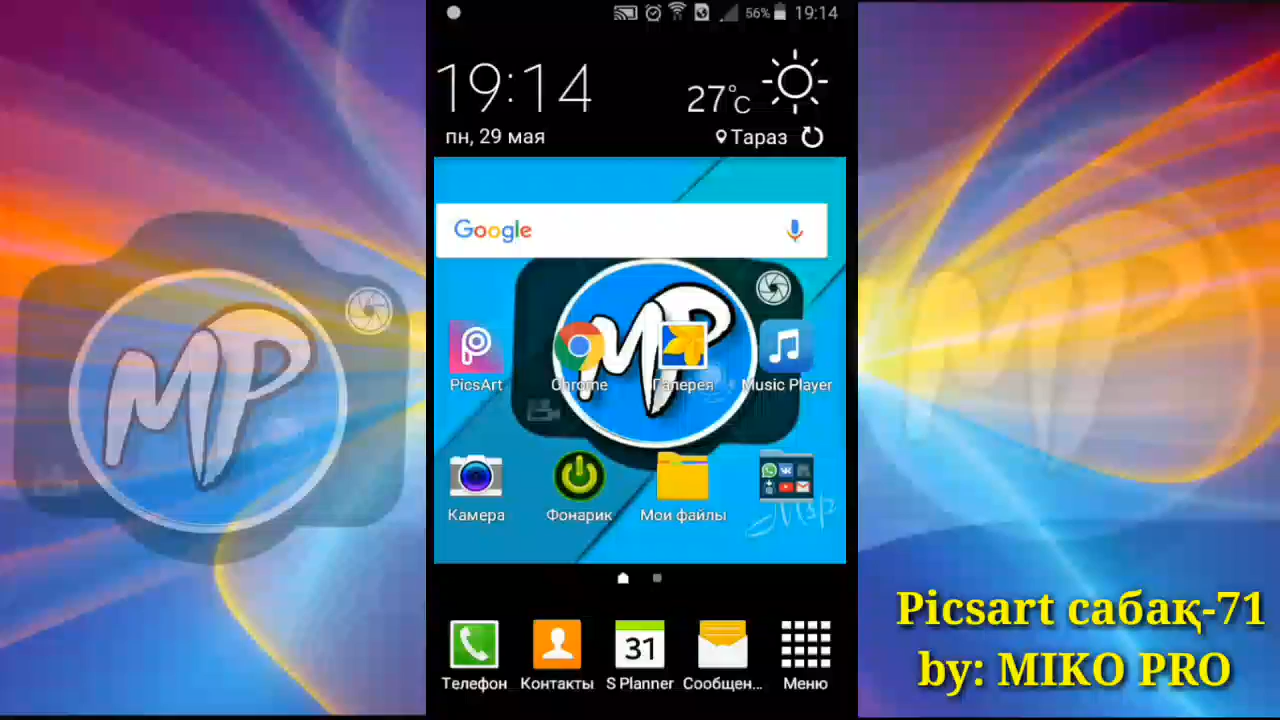 56% 19:14
19:14
27°c
пн, 29 мая
Тараз
Google
MP
PicsArt Chrome Галерея Music Player
Камера Фонарик Мои файлы
31
Телефон Контакты S Planner Сообщен... Меню
Picsart сабақ-71
by: MIKO PRO